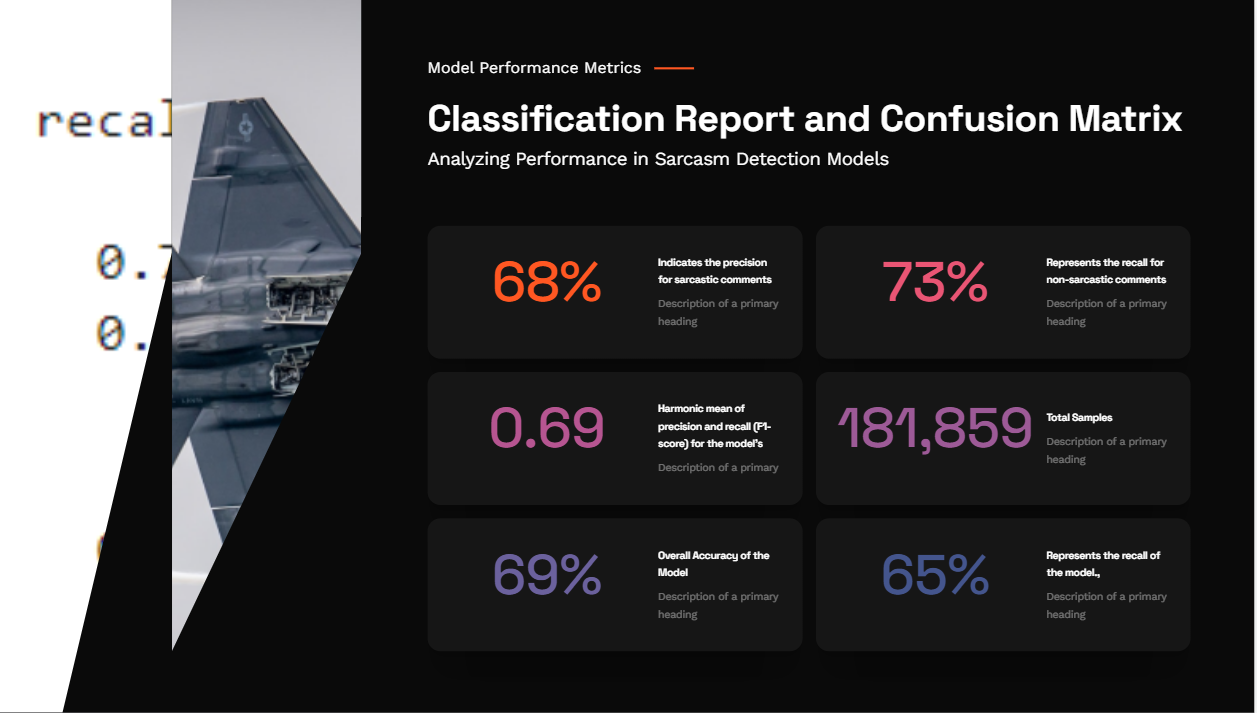 recal
0.7
0.
Model Performance Metrics
Classification Report and Confusion Matrix
Analyzing Performance in Sarcasm Detection Models
68%
Indicates the precision
for sarcastic comments
Description of a primary
heading
73%
Represents the recall for
non-sarcastic comments
Description of a primary
heading
0.69
Harmonic mean of
precision and recall (F1-
score) for the model's
Description of a primary
181,859
Total Samples
Description of a primary
heading
69%
Overall Accuracy of the
Model
Description of a primary
heading
65%
Represents the recall of
the model.,
Description of a primary
heading